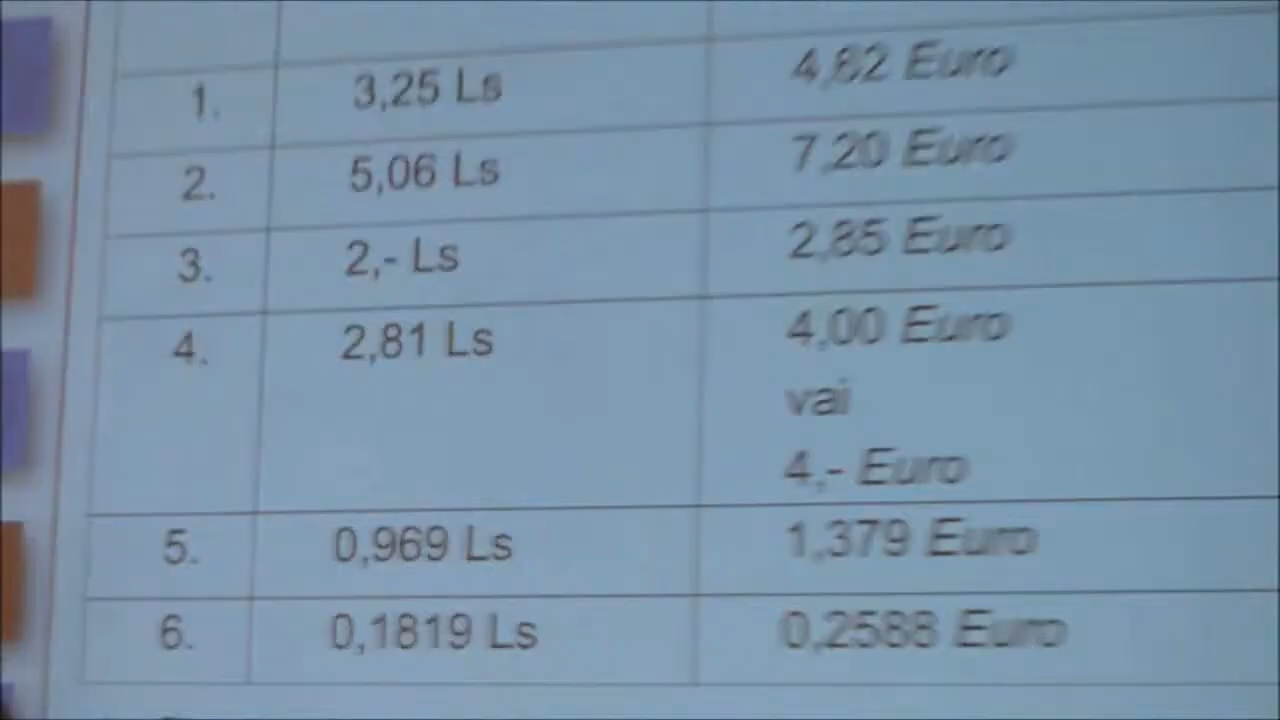 1. 3,25 Ls 4,62 Euro
2. 5,06 Ls 7,20 Euro
3. 2,- Ls 2,85 Euro
4. 2,81 Ls 4,00 Euro
vai
4,- Euro
5. 0,969 Ls 1,379 Euro
6. 0,1819 Ls 0,2588 Euro